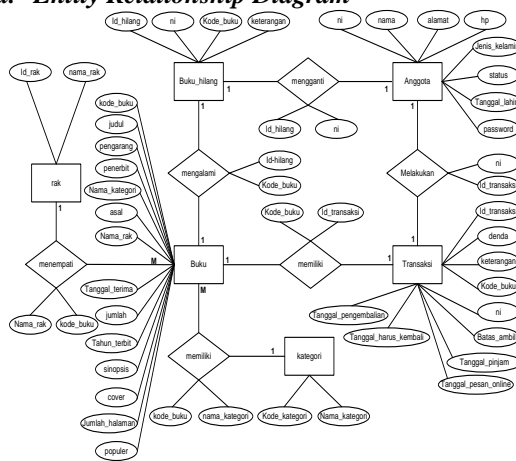 Entity Relationship Diagram
Id_hilang
ni
Kode_buku
keterangan
ni
nama
alamat
hp
Id_rak
nama_rak
Buku_hilang
1
mengganti
1
Anggota
Jenis_kelamin
status
Tanggal_lahir
password
Id_hilang
ni
1
1
kode_buku
judul
pengarang
penerbit
Nama_kategori
asal
Nama_rak
rak
1
mengalami
Id-hilang
Kode_buku
Melakukan
ni
Id_transaksi
Kode_buku
Id_transaksi
1
1
menempati
M
Buku
1
memiliki
1
Transaksi
Id_transaksi
denda
keterangan
Kode_buku
ni
Batas_ambil
Tanggal_pinjam
Tanggal_pesan_online
Tanggal_harus_kembali
Tanggal_pengembalian
Nama_rak
kode_buku
M
Tanggal_terima
jumlah
Tahun_terbit
sinopsis
cover
Jumlah_halaman
populer
memiliki
1
kategori
kode_buku
nama_kategori
Kode_kategori
Nama_kategori